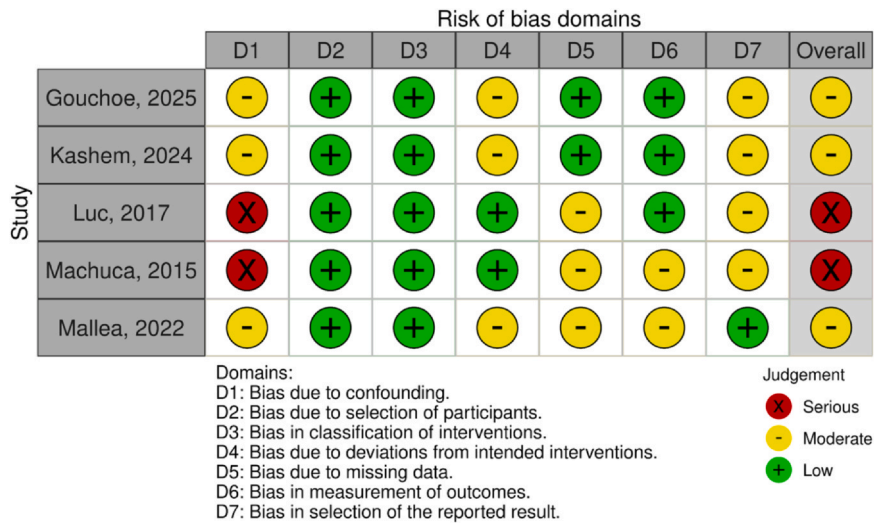 Risk of bias domains
D1 D2 D3 D4 D5 D6 D7 Overall
Study
Gouchoe, 2025 - + + - + + - -
Kashem, 2024 - + + - + + - -
Luc, 2017 X + + + - + - X
Machuca, 2015 X + + + - - - X
Mallea, 2022 - + + - - - + -
Domains:
D1: Bias due to confounding.
D2: Bias due to selection of participants.
D3: Bias in classification of interventions.
D4: Bias due to deviations from intended interventions.
D5: Bias due to missing data.
D6: Bias in measurement of outcomes.
D7: Bias in selection of the reported result.
Judgement
X Serious
- Moderate
+ Low